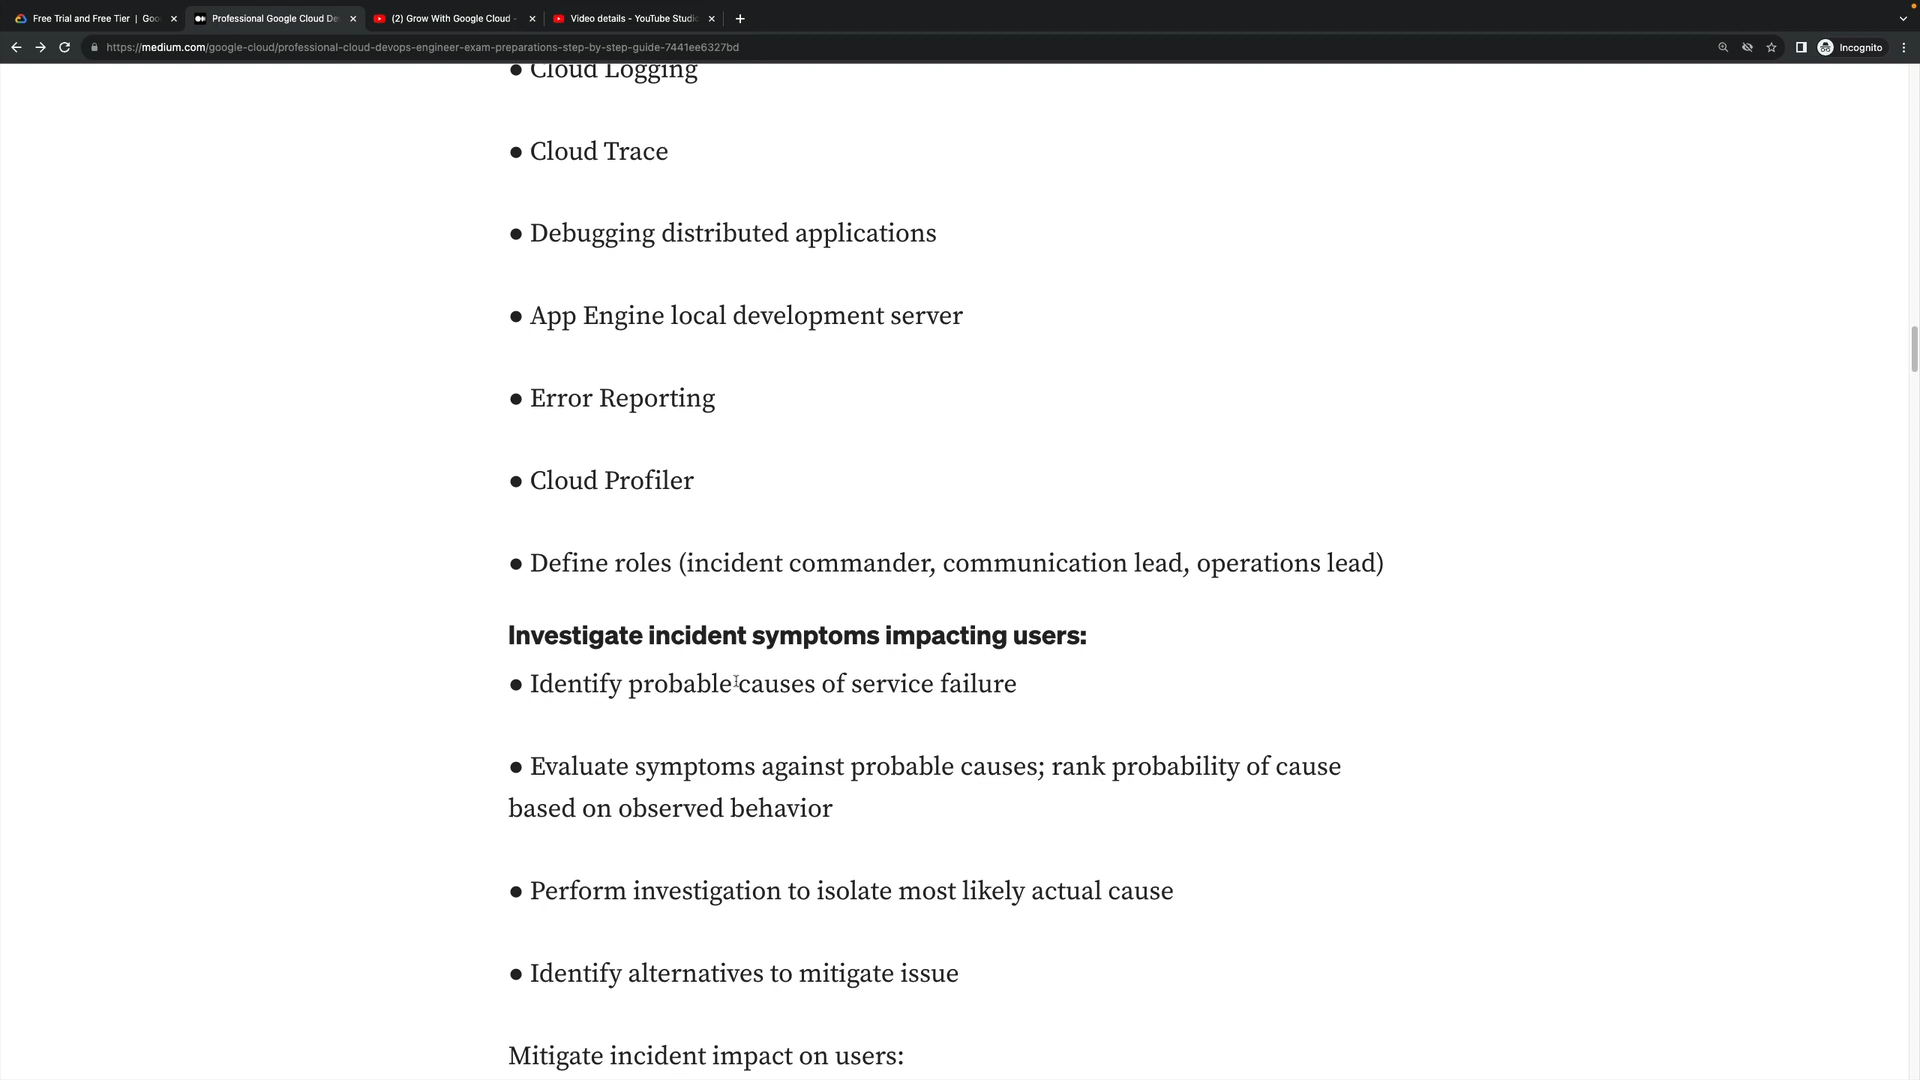 Free Trial and Free Tier | Goo
Professional Google Cloud De
(2) Grow With Google Cloud -
Video details - YouTube Studio
https://medium.com/google-cloud/professional-cloud-devops-engineer-exam-preparations-step-by-step-guide-7441ee6327bd
Incognito
● Cloud Logging
● Cloud Trace
● Debugging distributed applications
● App Engine local development server
● Error Reporting
● Cloud Profiler
● Define roles (incident commander, communication lead, operations lead)
Investigate incident symptoms impacting users:
● Identify probable causes of service failure
● Evaluate symptoms against probable causes; rank probability of cause
based on observed behavior
● Perform investigation to isolate most likely actual cause
● Identify alternatives to mitigate issue
Mitigate incident impact on users: